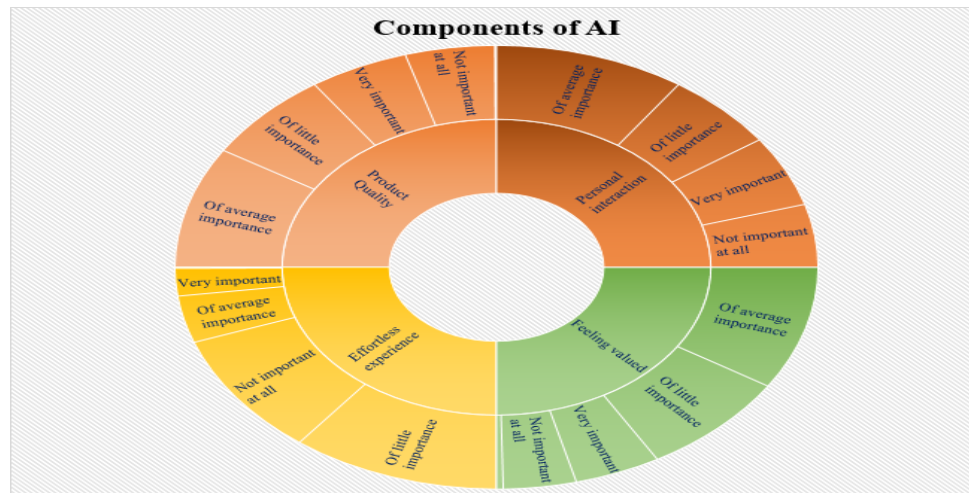 Components of AI
Personal
interaction
Of average
importance
Of little
importance
Very important
Not important
at all
Feeling valued
Of average
importance
Of little
importance
Very important
Not important
at all
Effortless
experience
Of little
importance
Not important
at all
Of average
importance
Very important
Product
Quality
Of average
importance
Of little
importance
Very important
Not important
at all